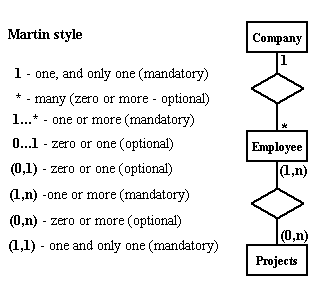 Martin style
1 - one, and only one (mandatory)
* - many (zero or more - optional)
1...* - one or more (mandatory)
0...1 - zero or one (optional)
(0,1) - zero or one (optional)
(1,n) -one or more (mandatory)
(0,n) - zero or more (optional)
(1,1) - one and only one (mandatory)
Company
1
*
Employee
(1,n)
(0,n)
Projects